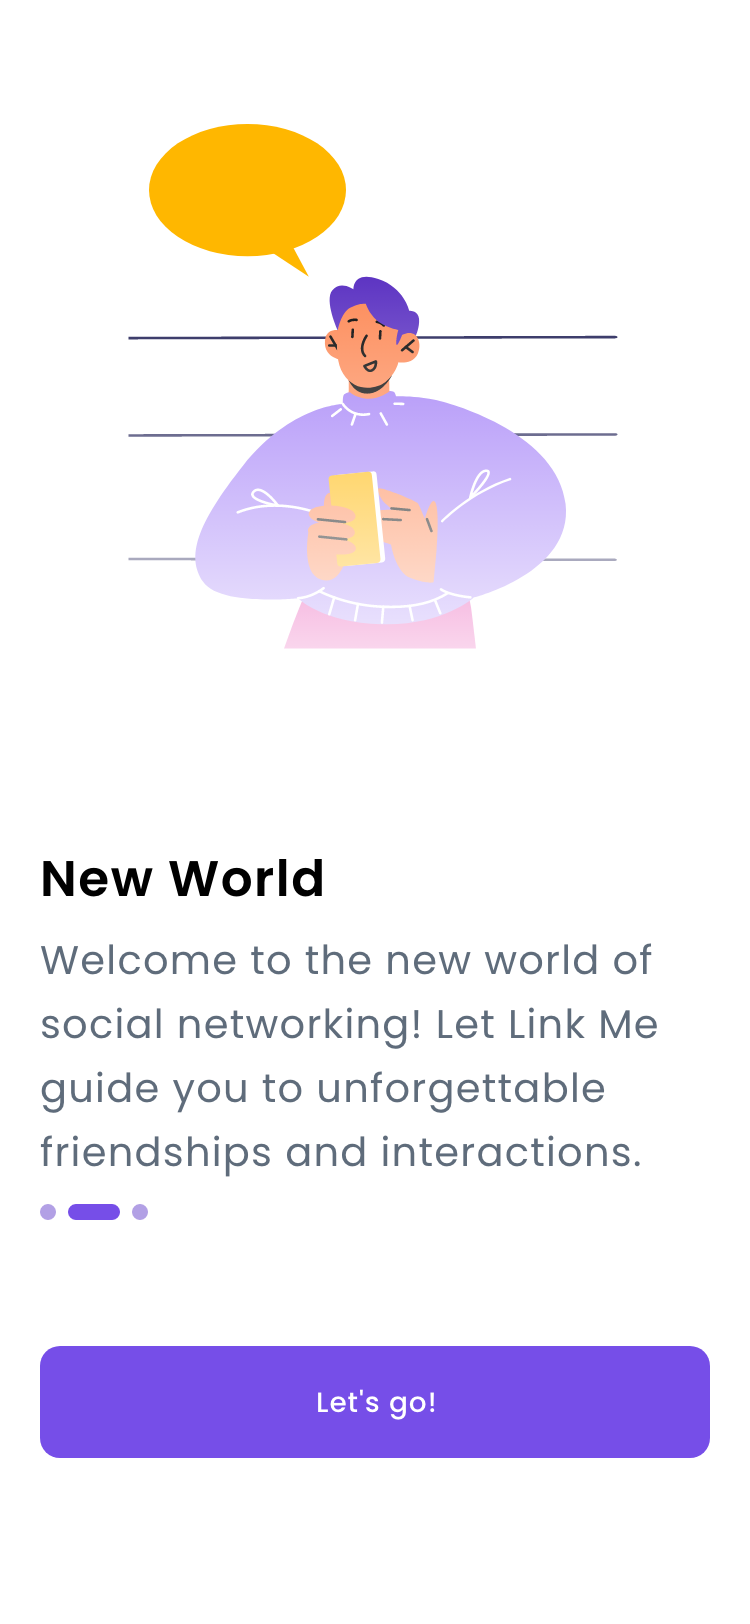 New World
Welcome to the new world of
social networking! Let Link Me
guide you to unforgettable
friendships and interactions.
Let's go!